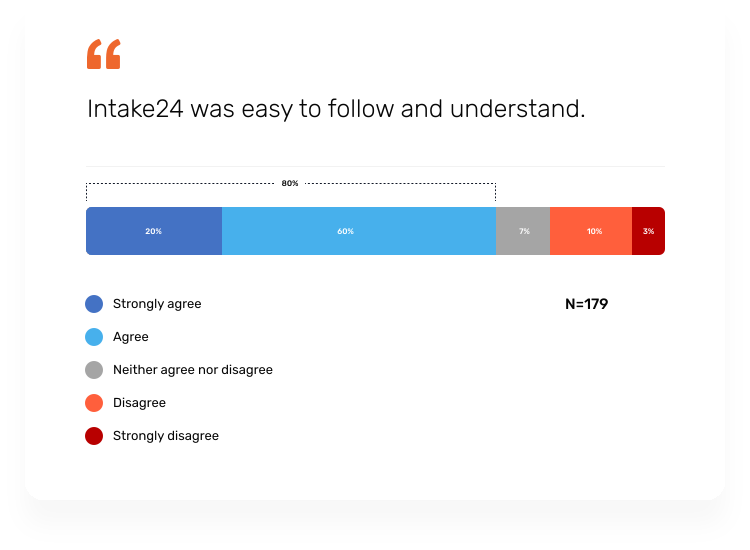 “
Intake24 was easy to follow and understand.
80%
20% 60% 7% 10% 3%
Strongly agree
N=179
Agree
Neither agree nor disagree
Disagree
Strongly disagree